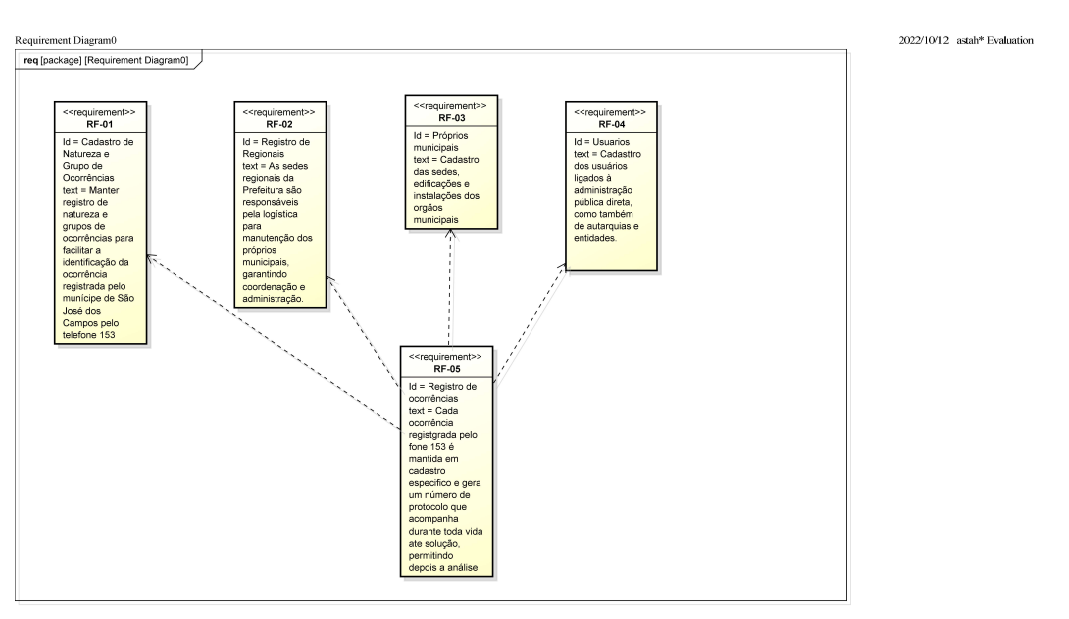 Requirement Diagram0
2022/10/12 astah* Evaluation
req [package] [Requirement Diagram0]
<<requirement>>
RF-01
Id = Cadastro de
Natureza e
Grupo de
Ocorrências
text = Manter
registro de
natureza e
grupos de
ocorrências para
facilitar a
identificação da
ocorrência
registrada pelo
munícipe de São
José dos
Campos pelo
telefone 153
<<requirement>>
RF-02
Id = Registro de
Regionais
text = As sedes
regionais da
Prefeitura são
responsáveis
pela logística
para
manutenção dos
próprios
municipais,
garantindo
coordenação e
administração.
<<requirement>>
RF-03
Id = Próprios
municipais
text = Cadastro
das sedes,
edificações e
instalações dos
orgãos
municipais
<<requirement>>
RF-04
Id = Usuarios
text = Cadastro
dos usuários
liçados à
administração
publica direta,
como também
de autarquias e
entidades.
<<requirement>>
RF-05
Id = Registro de
ocorrências
text = Cada
ocorrência
registgrada pelo
fone 153 é
mantida em
cadastro
especifico e gera
um número de
protocolo que
acompanha
durante toda vida
ate solução,
permitindo
depois a análise